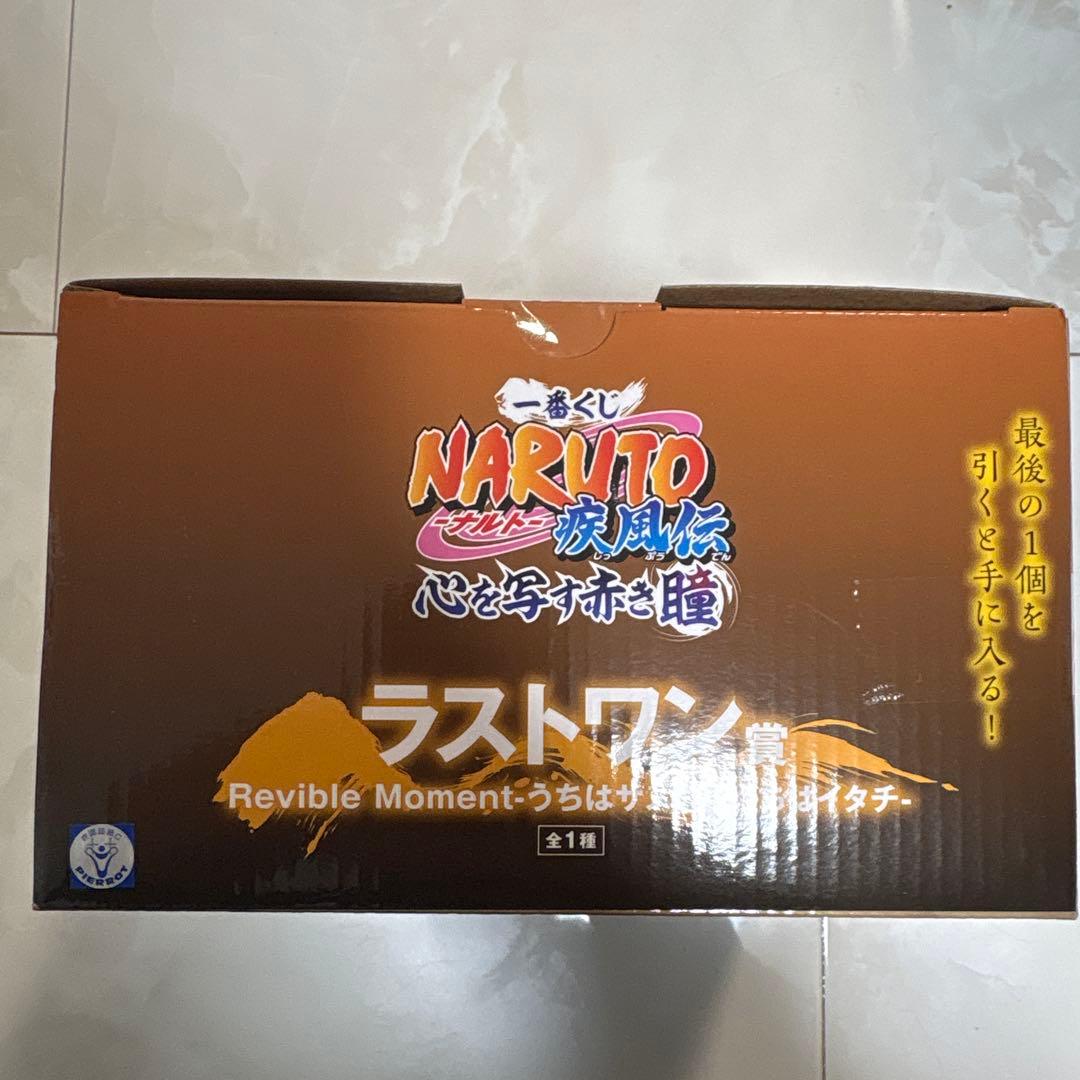 一番くじ
NARUTO
-ナルト-
疾風伝
しっ ぷう でん
心を写す赤き瞳
最後の1個を
引くと手に入る!
ラストワン賞
Revible Moment-うちはサ はイタチ-
全1種
PIERROT